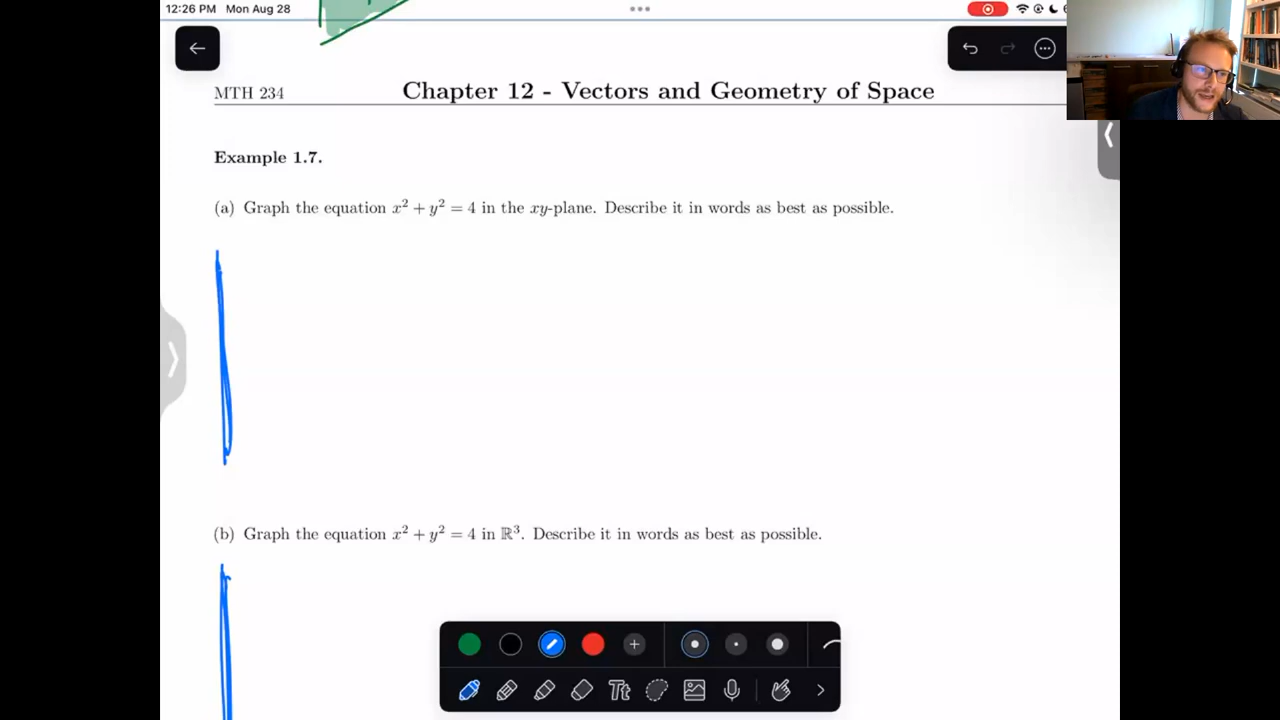 12:26 PM Mon Aug 28
MTH 234
Chapter 12 - Vectors and Geometry of Space
Example 1.7.
(a) Graph the equation x² + y² = 4 in the xy-plane. Describe it in words as best as possible.
(b) Graph the equation x² + y² = 4 in ℝ³. Describe it in words as best as possible.
Tt